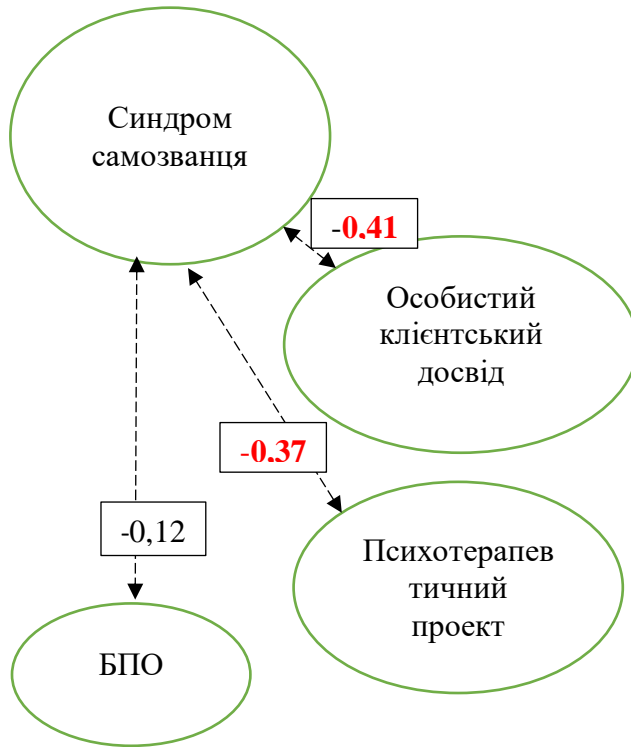 Синдром
самозванця
-0,41
Особистий
клієнтський
досвід
-0,37
-0,12
Психотерапев
тичний
проект
БПО